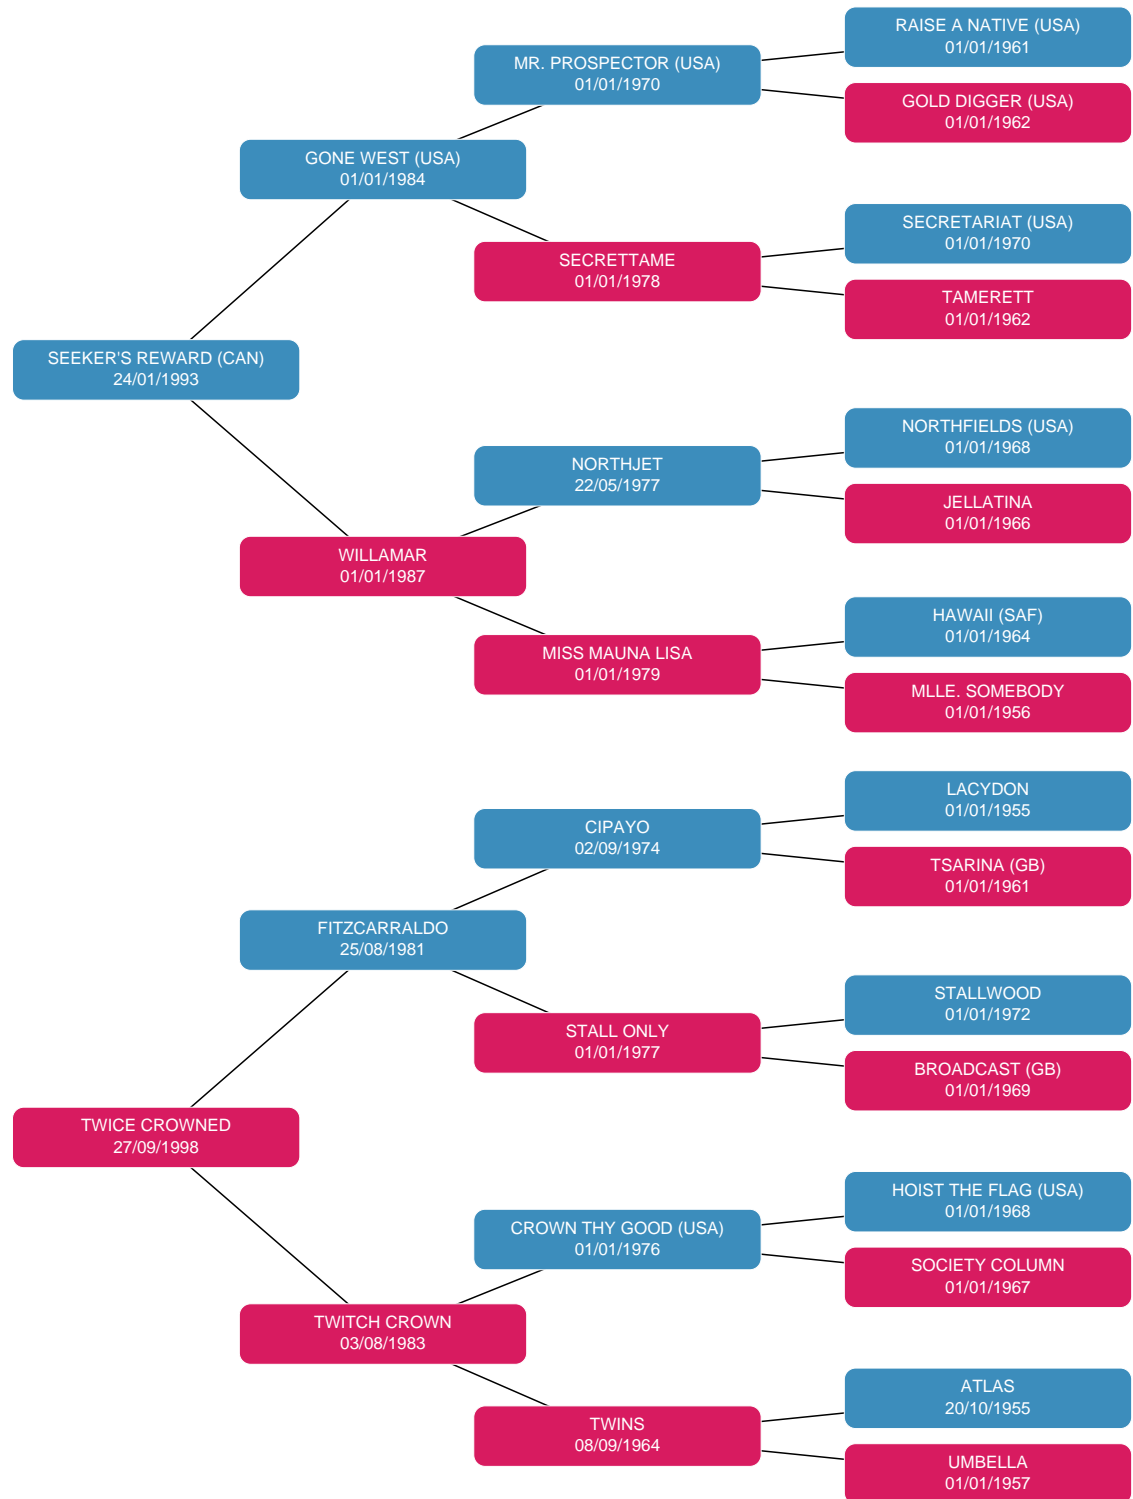 RAISE A NATIVE (USA)
01/01/1961
MR. PROSPECTOR (USA)
01/01/1970
GOLD DIGGER (USA)
01/01/1962
GONE WEST (USA)
01/01/1984
SECRETARIAT (USA)
01/01/1970
SECRETTAME
01/01/1978
TAMERETT
01/01/1962
SEEKER'S REWARD (CAN)
24/01/1993
NORTHFIELDS (USA)
01/01/1968
NORTHJET
22/05/1977
JELLATINA
01/01/1966
WILLAMAR
01/01/1987
HAWAII (SAF)
01/01/1964
MISS MAUNA LISA
01/01/1979
MLLE. SOMEBODY
01/01/1956
LACYDON
01/01/1955
CIPAYO
02/09/1974
TSARINA (GB)
01/01/1961
FITZCARRALDO
25/08/1981
STALLWOOD
01/01/1972
STALL ONLY
01/01/1977
BROADCAST (GB)
01/01/1969
TWICE CROWNED
27/09/1998
HOIST THE FLAG (USA)
01/01/1968
CROWN THY GOOD (USA)
01/01/1976
SOCIETY COLUMN
01/01/1967
TWITCH CROWN
03/08/1983
ATLAS
20/10/1955
TWINS
08/09/1964
UMBELLA
01/01/1957